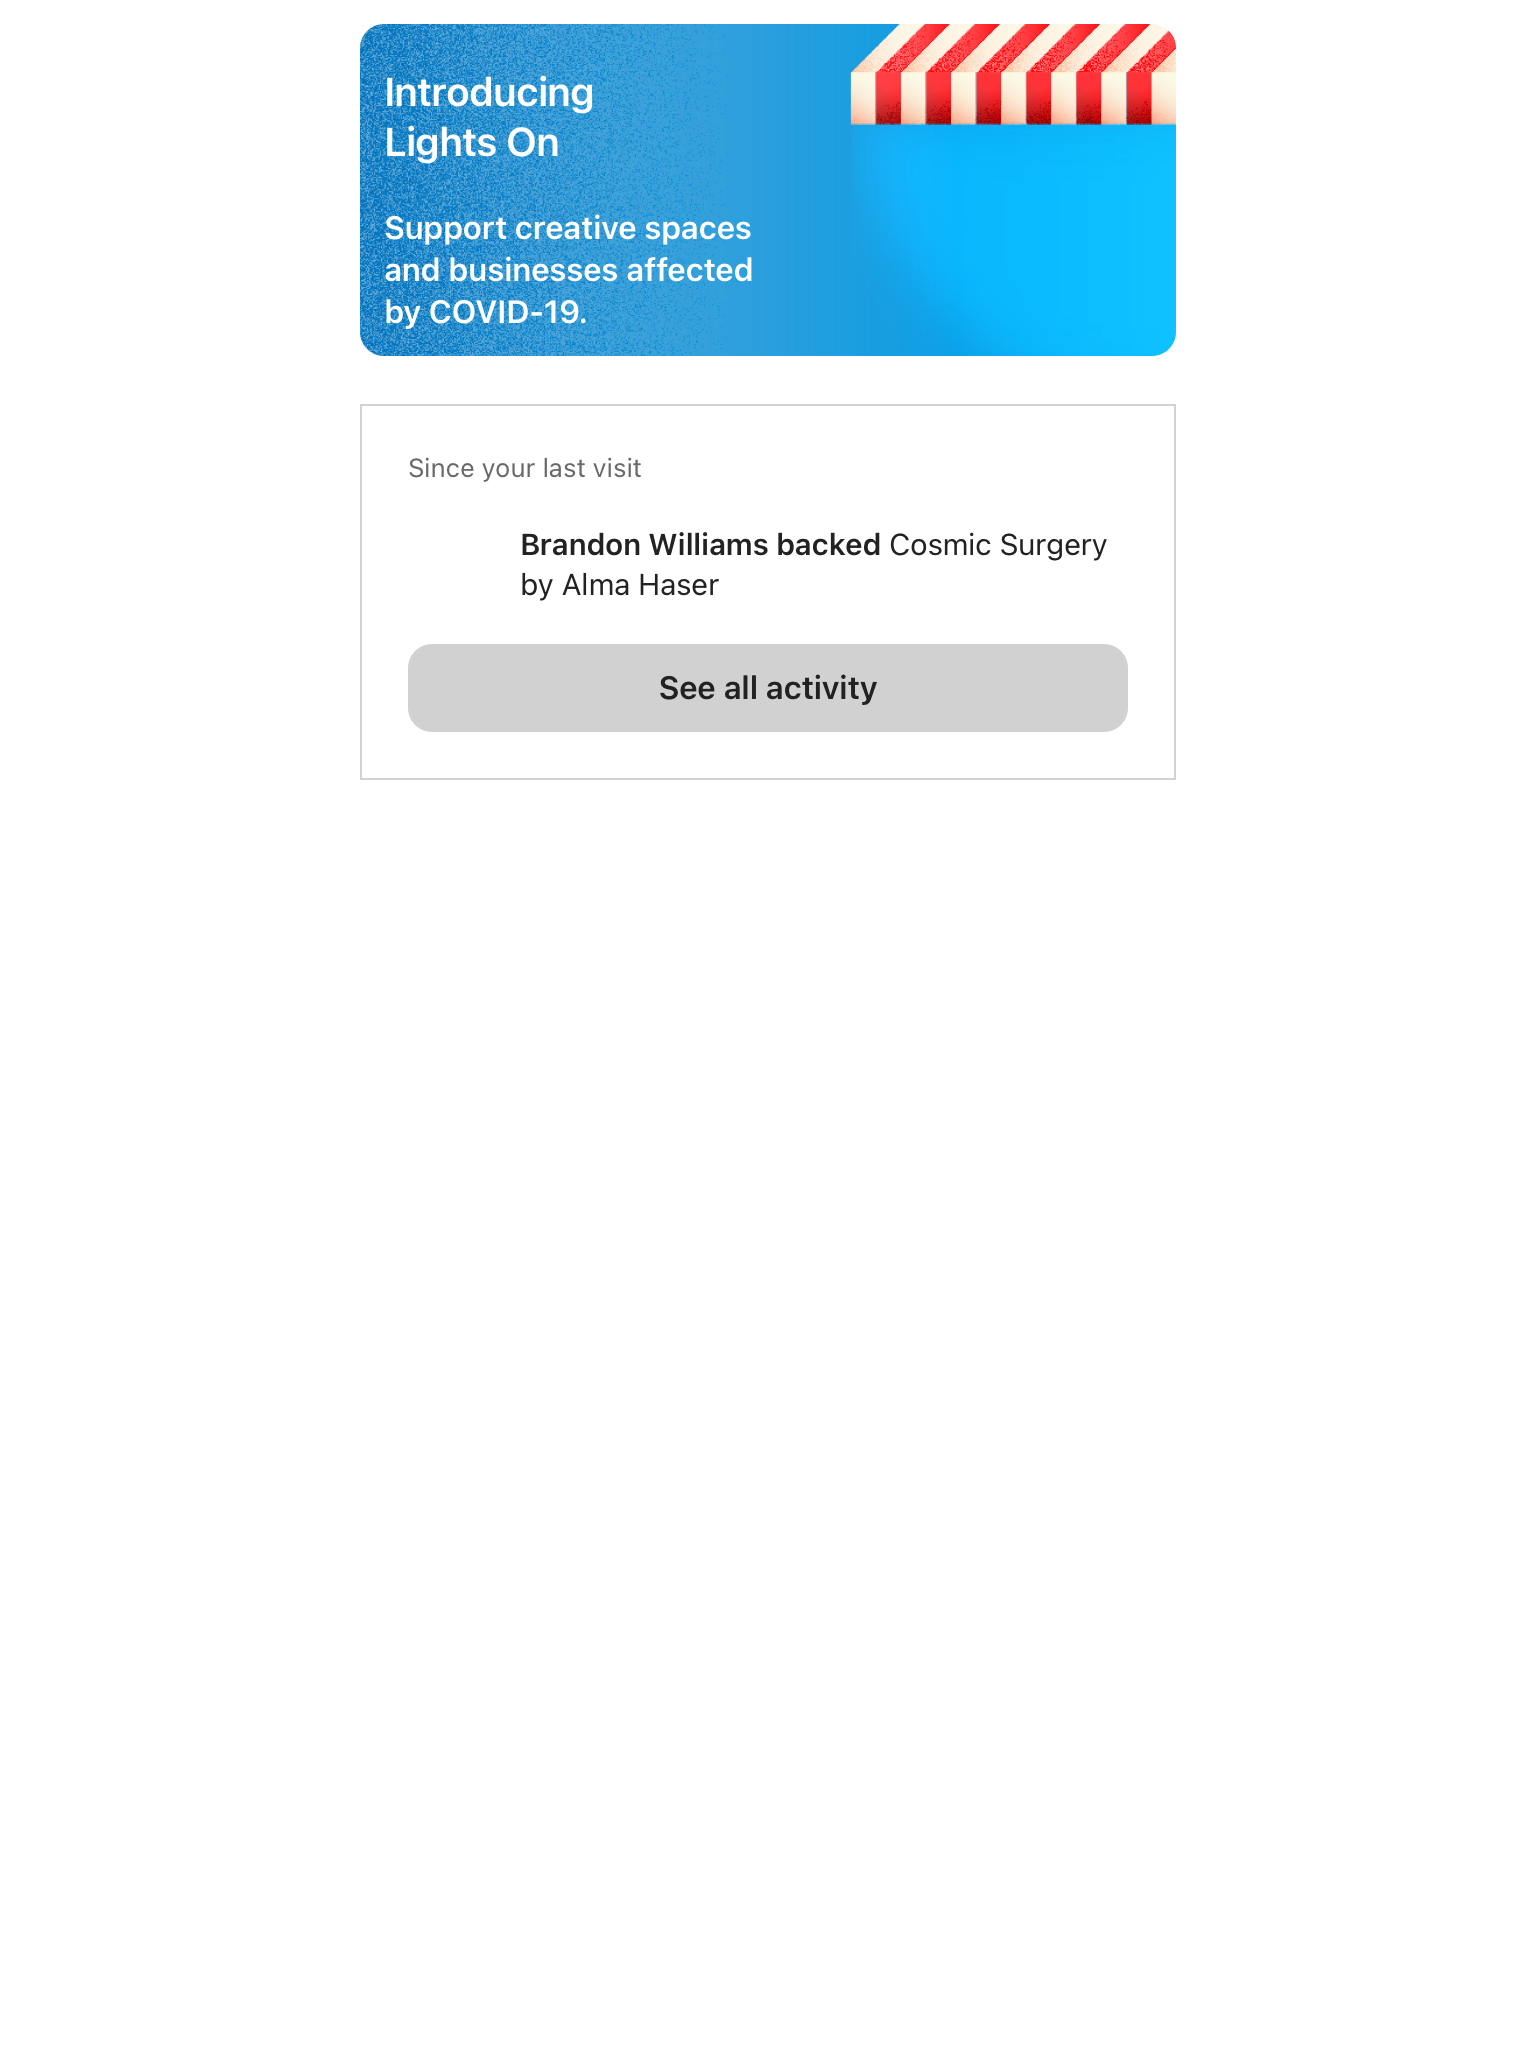 Introducing
Lights On
Support creative spaces
and businesses affected
by COVID-19.
Since your last visit
Brandon Williams backed Cosmic Surgery
by Alma Haser
See all activity